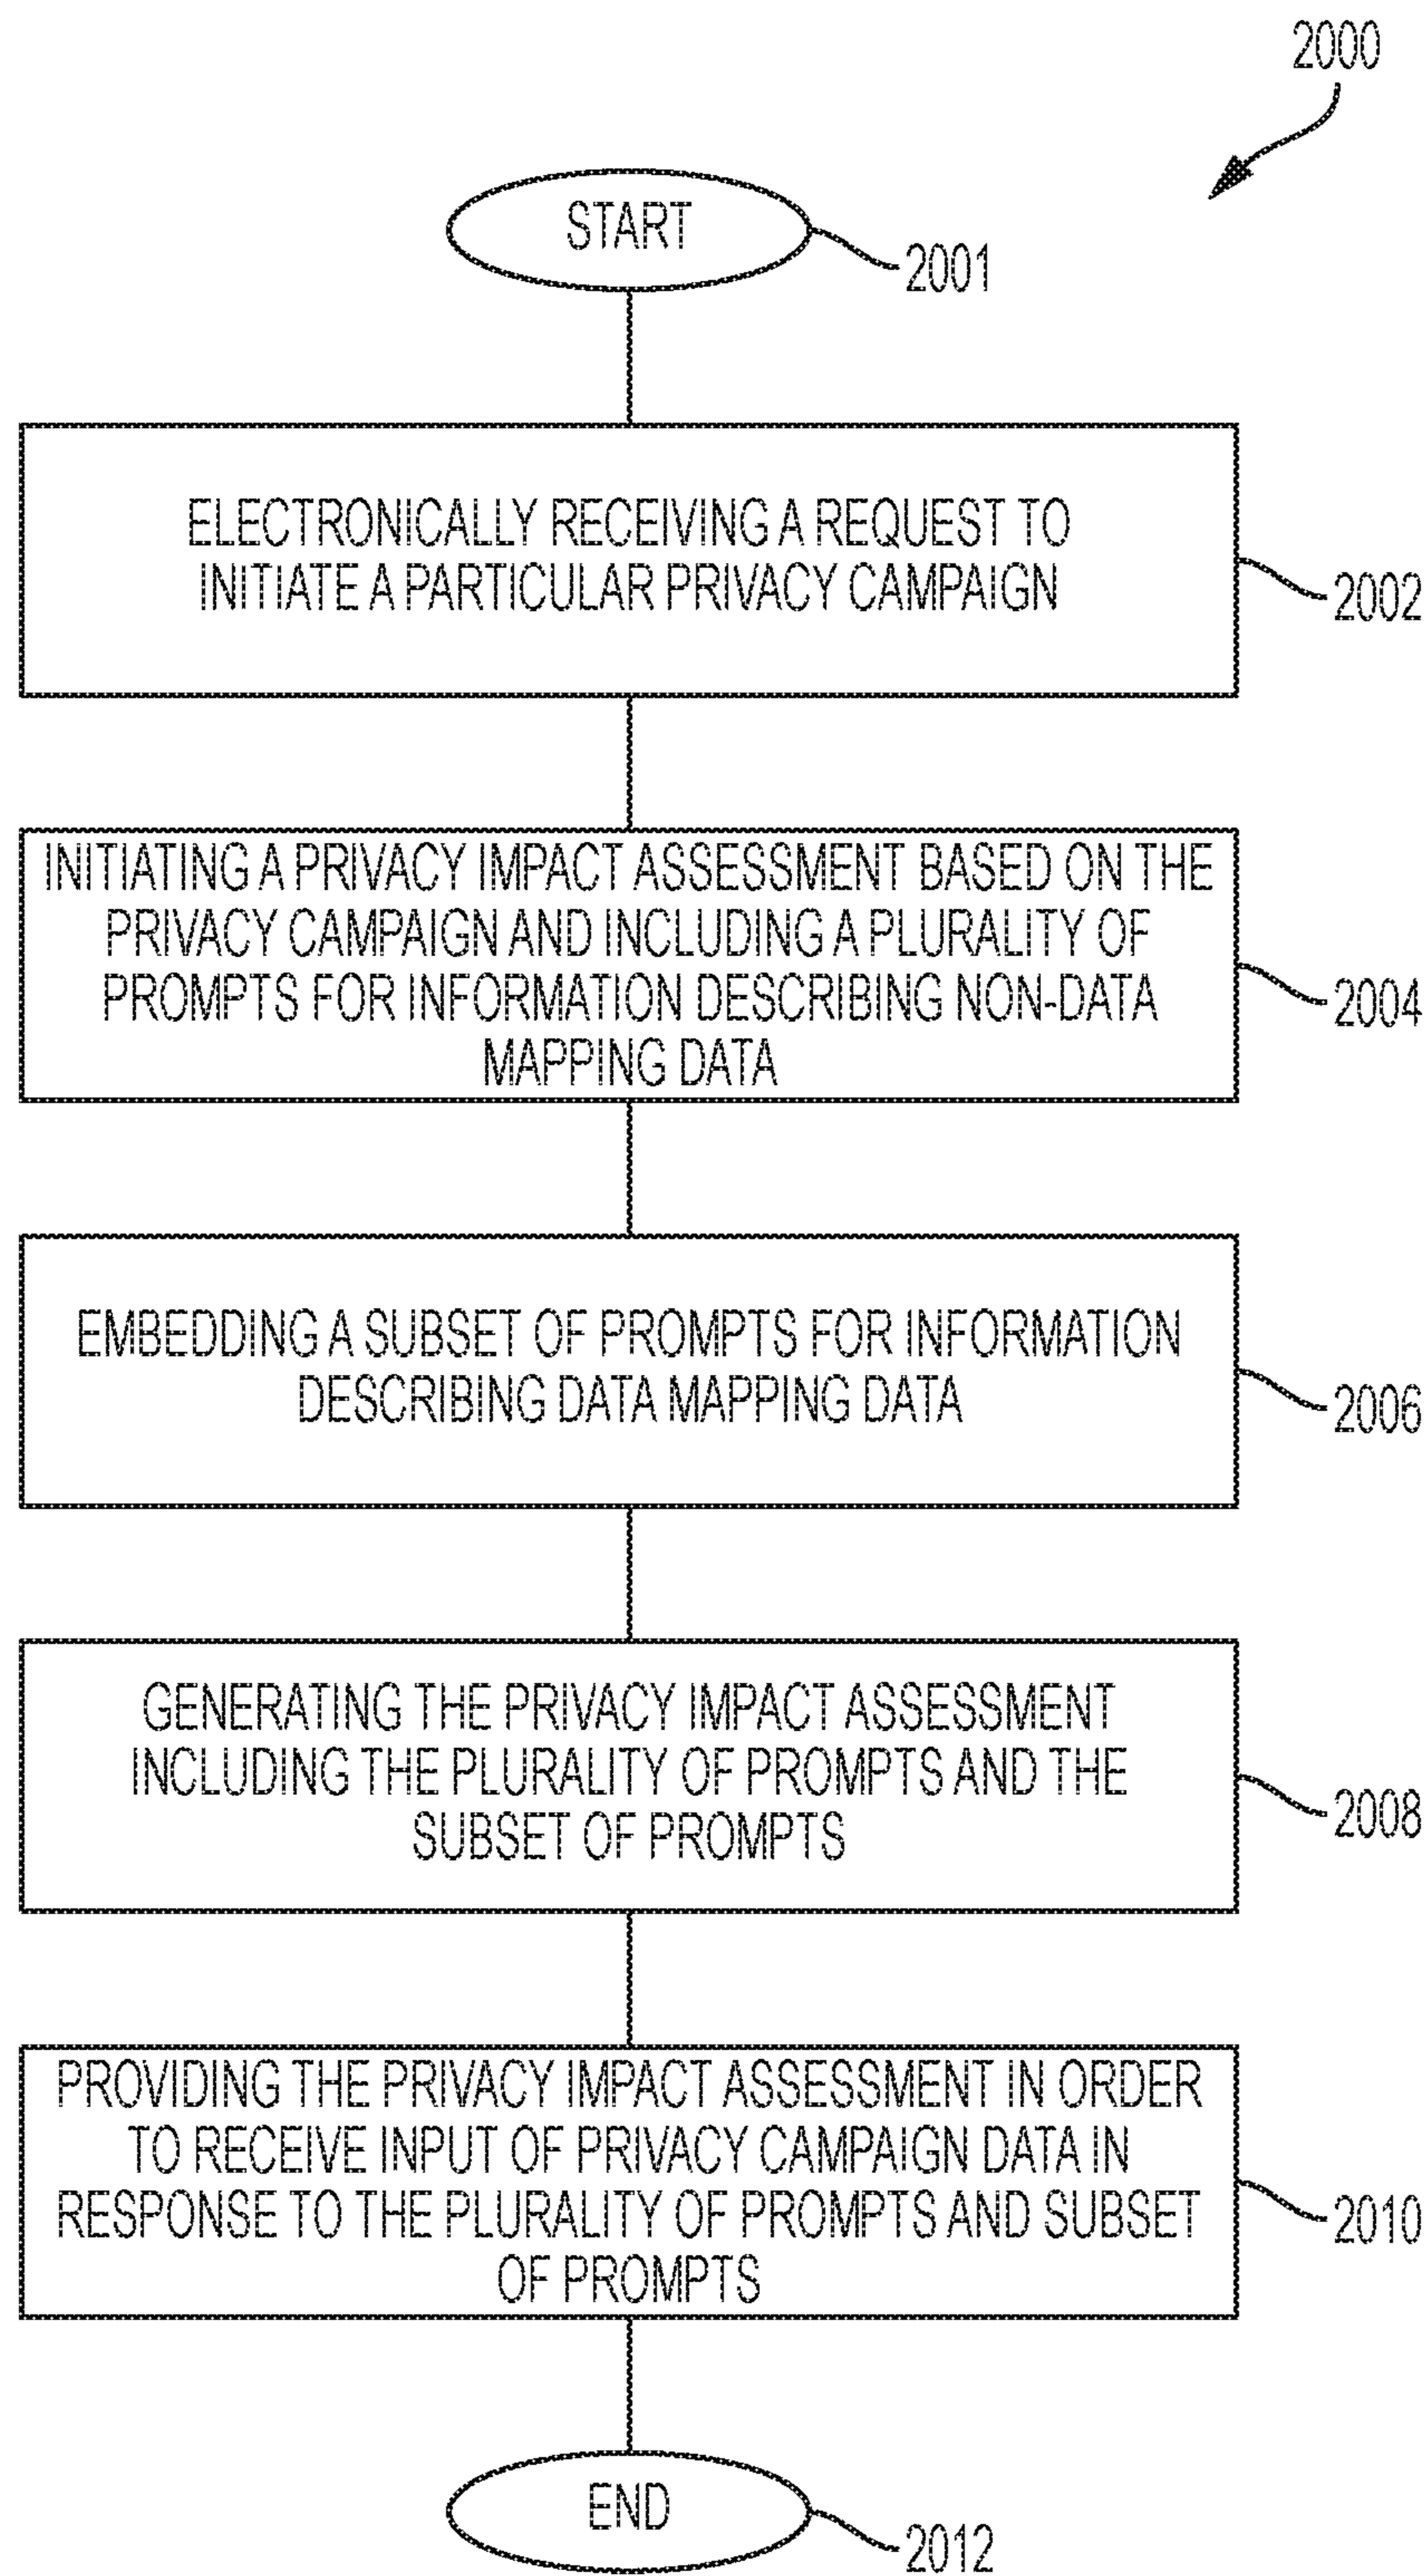 2000
START
2001
ELECTRONICALLY RECEIVING A REQUEST TO
INITIATE A PARTICULAR PRIVACY CAMPAIGN
2002
INITIATING A PRIVACY IMPACT ASSESSMENT BASED ON THE
PRIVACY CAMPAIGN AND INCLUDING A PLURALITY OF
PROMPTS FOR INFORMATION DESCRIBING NON-DATA
MAPPING DATA
2004
EMBEDDING A SUBSET OF PROMPTS FOR INFORMATION
DESCRIBING DATA MAPPING DATA
2006
GENERATING THE PRIVACY IMPACT ASSESSMENT
INCLUDING THE PLURALITY OF PROMPTS AND THE
SUBSET OF PROMPTS
2008
PROVIDING THE PRIVACY IMPACT ASSESSMENT IN ORDER
TO RECEIVE INPUT OF PRIVACY CAMPAIGN DATA IN
RESPONSE TO THE PLURALITY OF PROMPTS AND SUBSET
OF PROMPTS
2010
END
2012